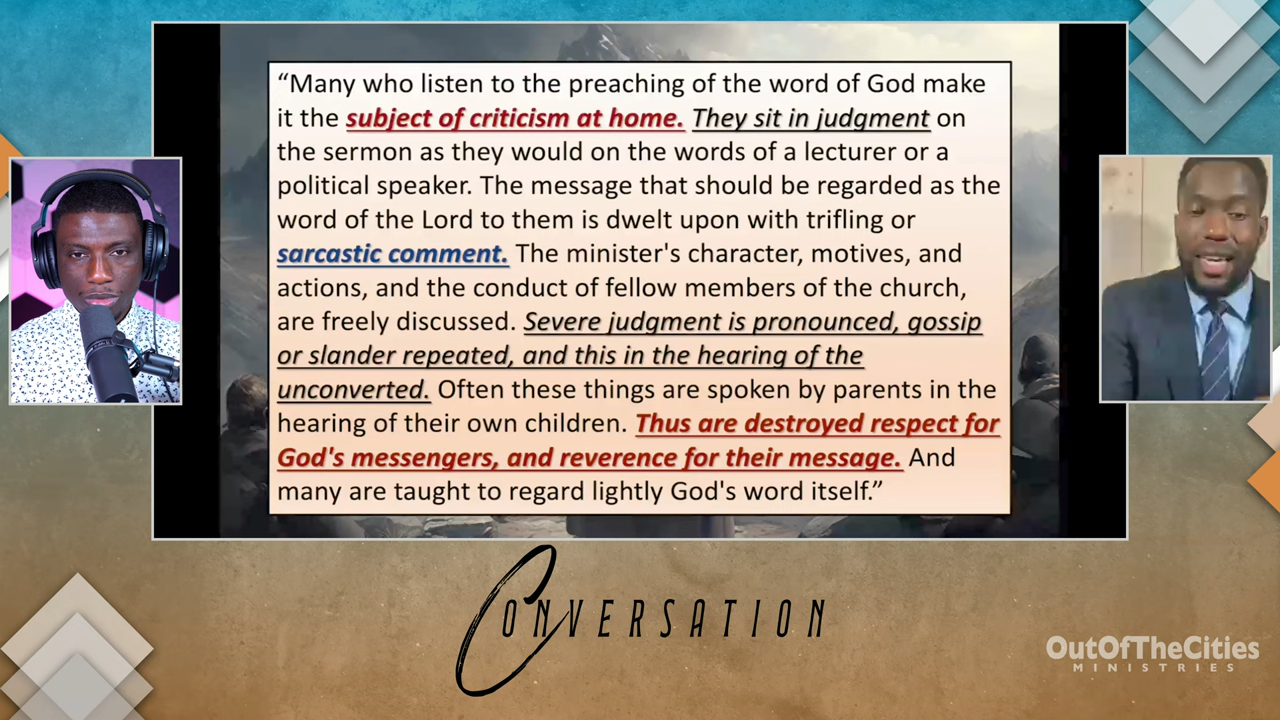 “Many who listen to the preaching of the word of God make
it the subject of criticism at home. They sit in judgment on
the sermon as they would on the words of a lecturer or a
political speaker. The message that should be regarded as the
word of the Lord to them is dwelt upon with trifling or
sarcastic comment. The minister's character, motives, and
actions, and the conduct of fellow members of the church,
are freely discussed. Severe judgment is pronounced, gossip
or slander repeated, and this in the hearing of the
unconverted. Often these things are spoken by parents in the
hearing of their own children. Thus are destroyed respect for
God's messengers, and reverence for their message. And
many are taught to regard lightly God's word itself.”
CONVERSATION
OutOfTheCities
MINISTRIES